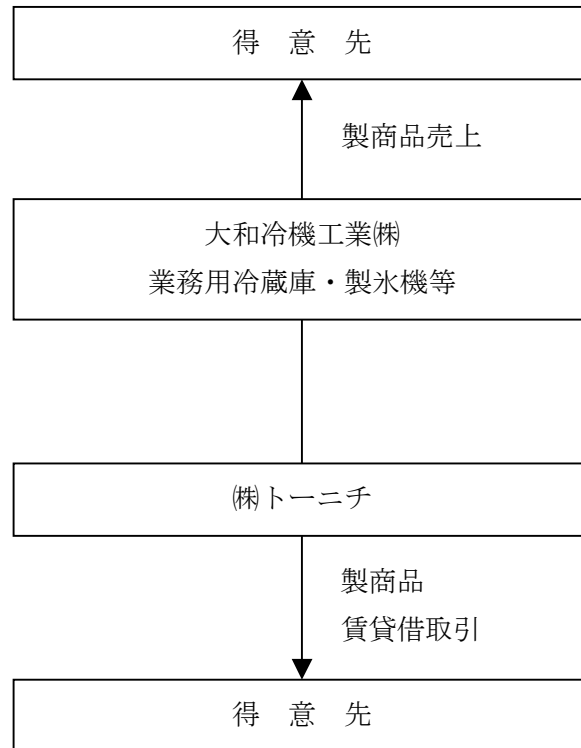 得　意　先
製商品売上
大和冷機工業㈱
業務用冷蔵庫・製氷機等
㈱トーニチ
製商品
賃貸借取引
得　意　先